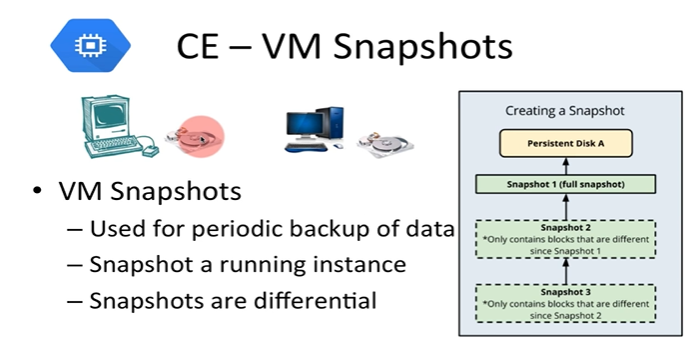 CE – VM Snapshots
• VM Snapshots
– Used for periodic backup of data
– Snapshot a running instance
– Snapshots are differential
Creating a Snapshot
Persistent Disk A
Snapshot 1 (full snapshot)
Snapshot 2
*Only contains blocks that are different
since Snapshot 1
Snapshot 3
*Only contains blocks that are different
since Snapshot 2